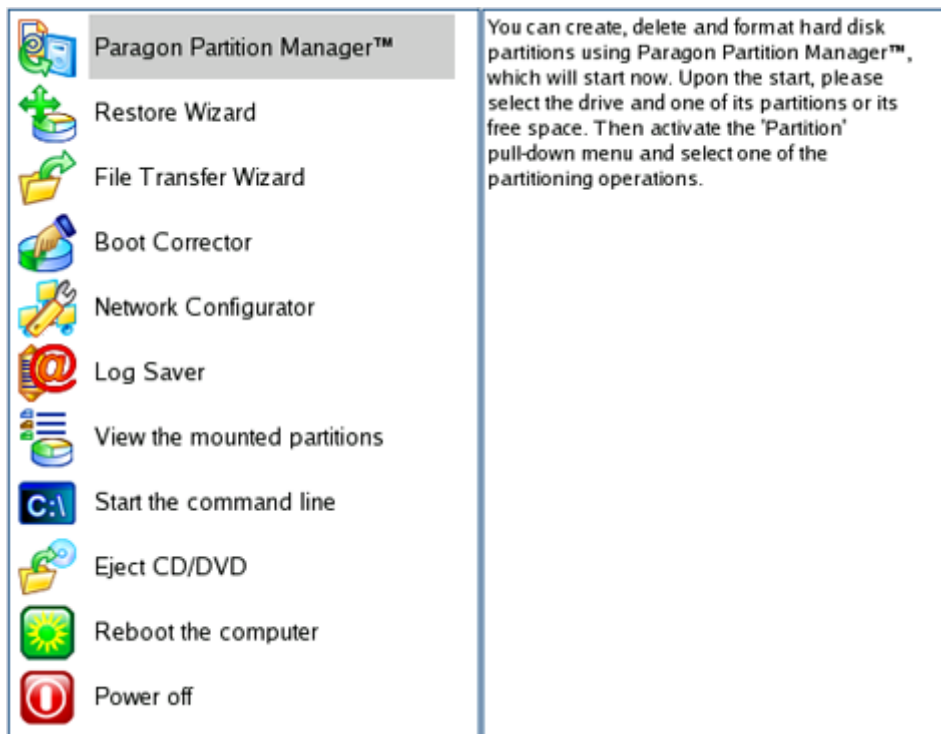 Paragon Partition Manager™
Restore Wizard
File Transfer Wizard
Boot Corrector
Network Configurator
Log Saver
View the mounted partitions
C:\
Start the command line
Eject CD/DVD
Reboot the computer
Power off
You can create, delete and format hard disk
partitions using Paragon Partition Manager™,
which will start now. Upon the start, please
select the drive and one of its partitions or its
free space. Then activate the 'Partition'
pull-down menu and select one of the
partitioning operations.